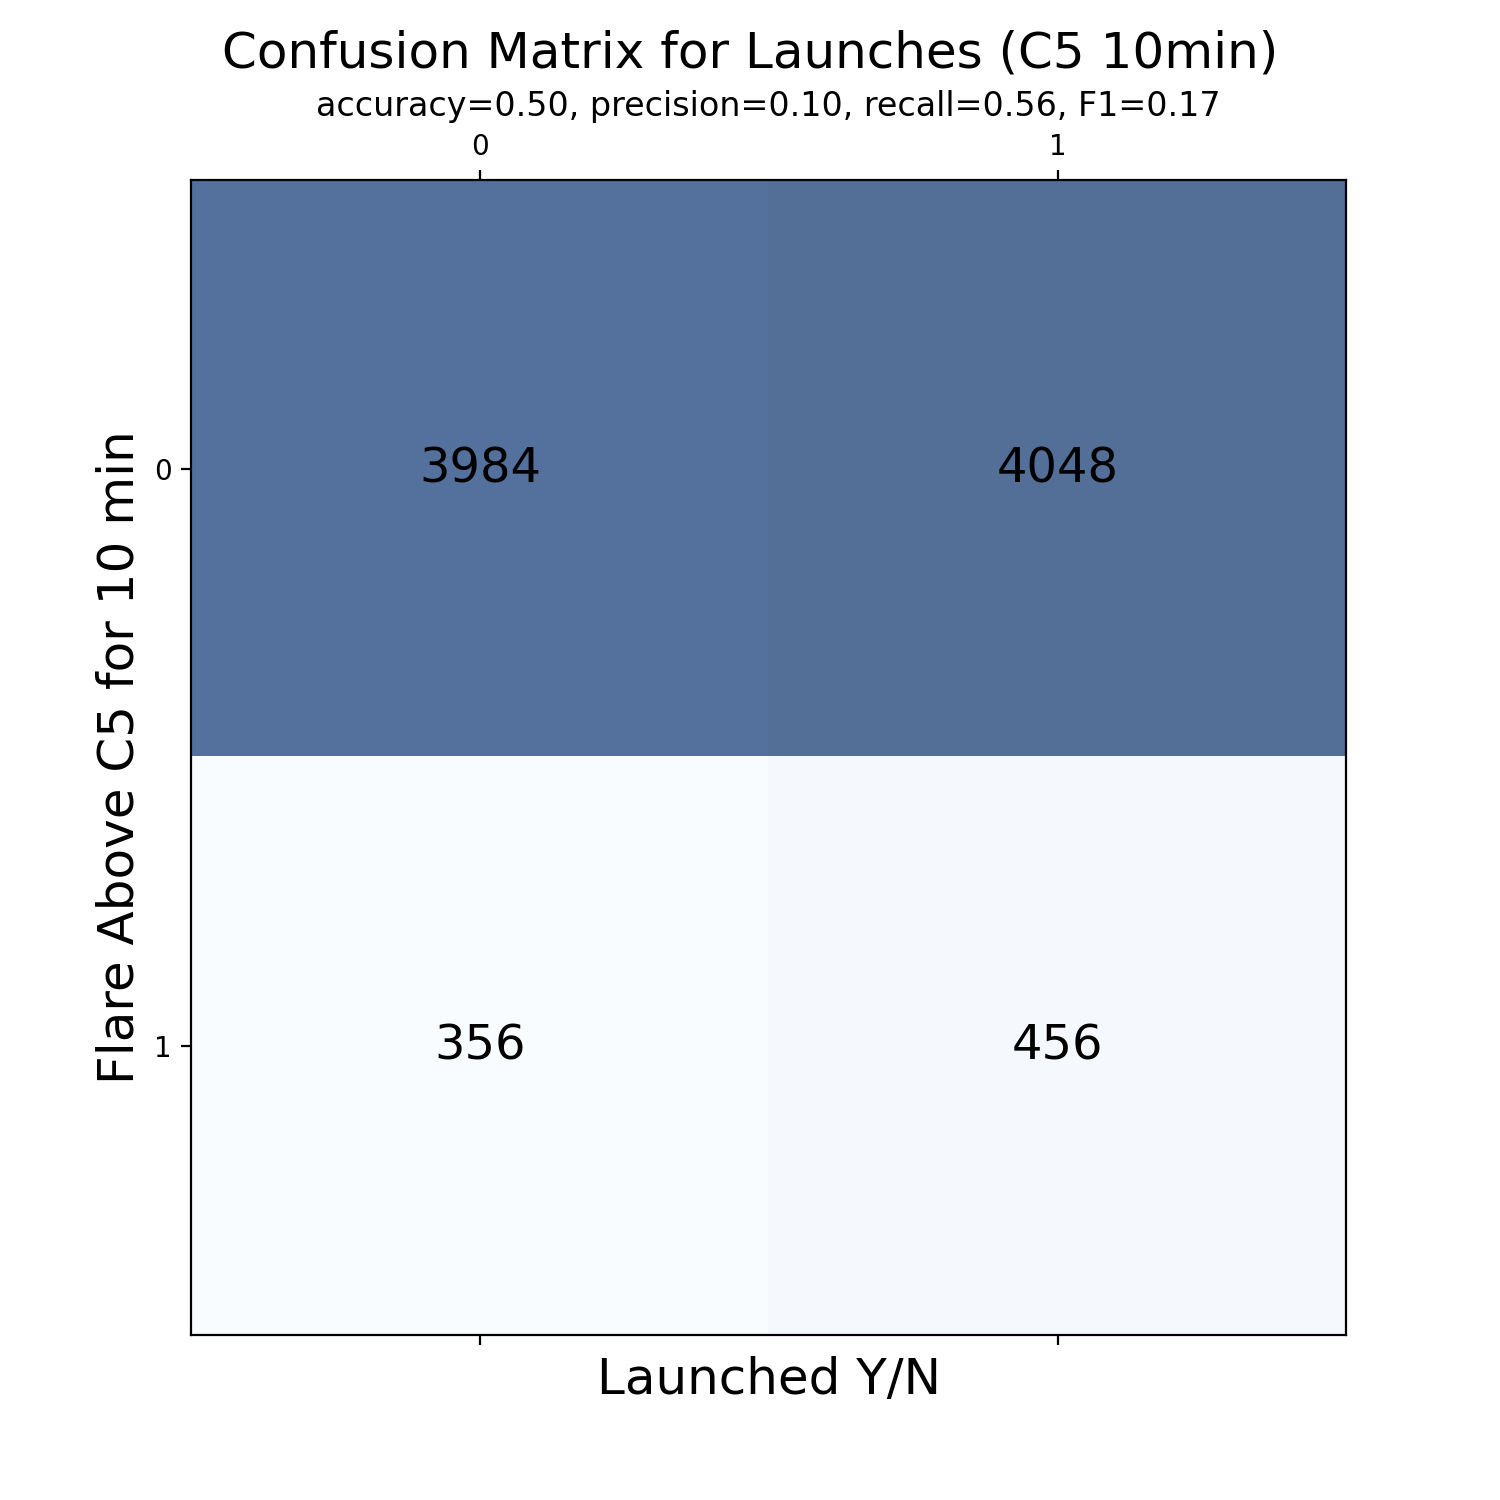 Confusion Matrix for Launches (C5 10min)
accuracy=0.50, precision=0.10, recall=0.56, F1=0.17
0 1
Flare Above C5 for 10 min
0
3984 4048
1
356 456
Launched Y/N